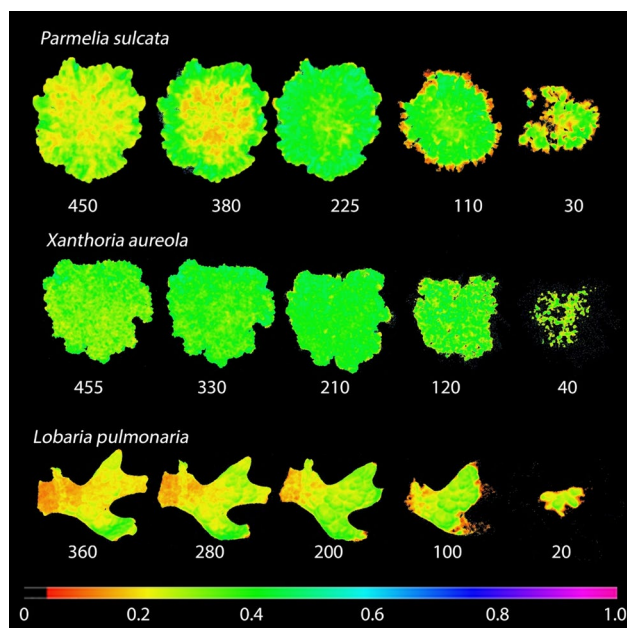 Parmelia sulcata
450 380 225 110 30
Xanthoria aureola
455 330 210 120 40
Lobaria pulmonaria
360 280 200 100 20
0 0.2 0.4 0.6 0.8 1.0